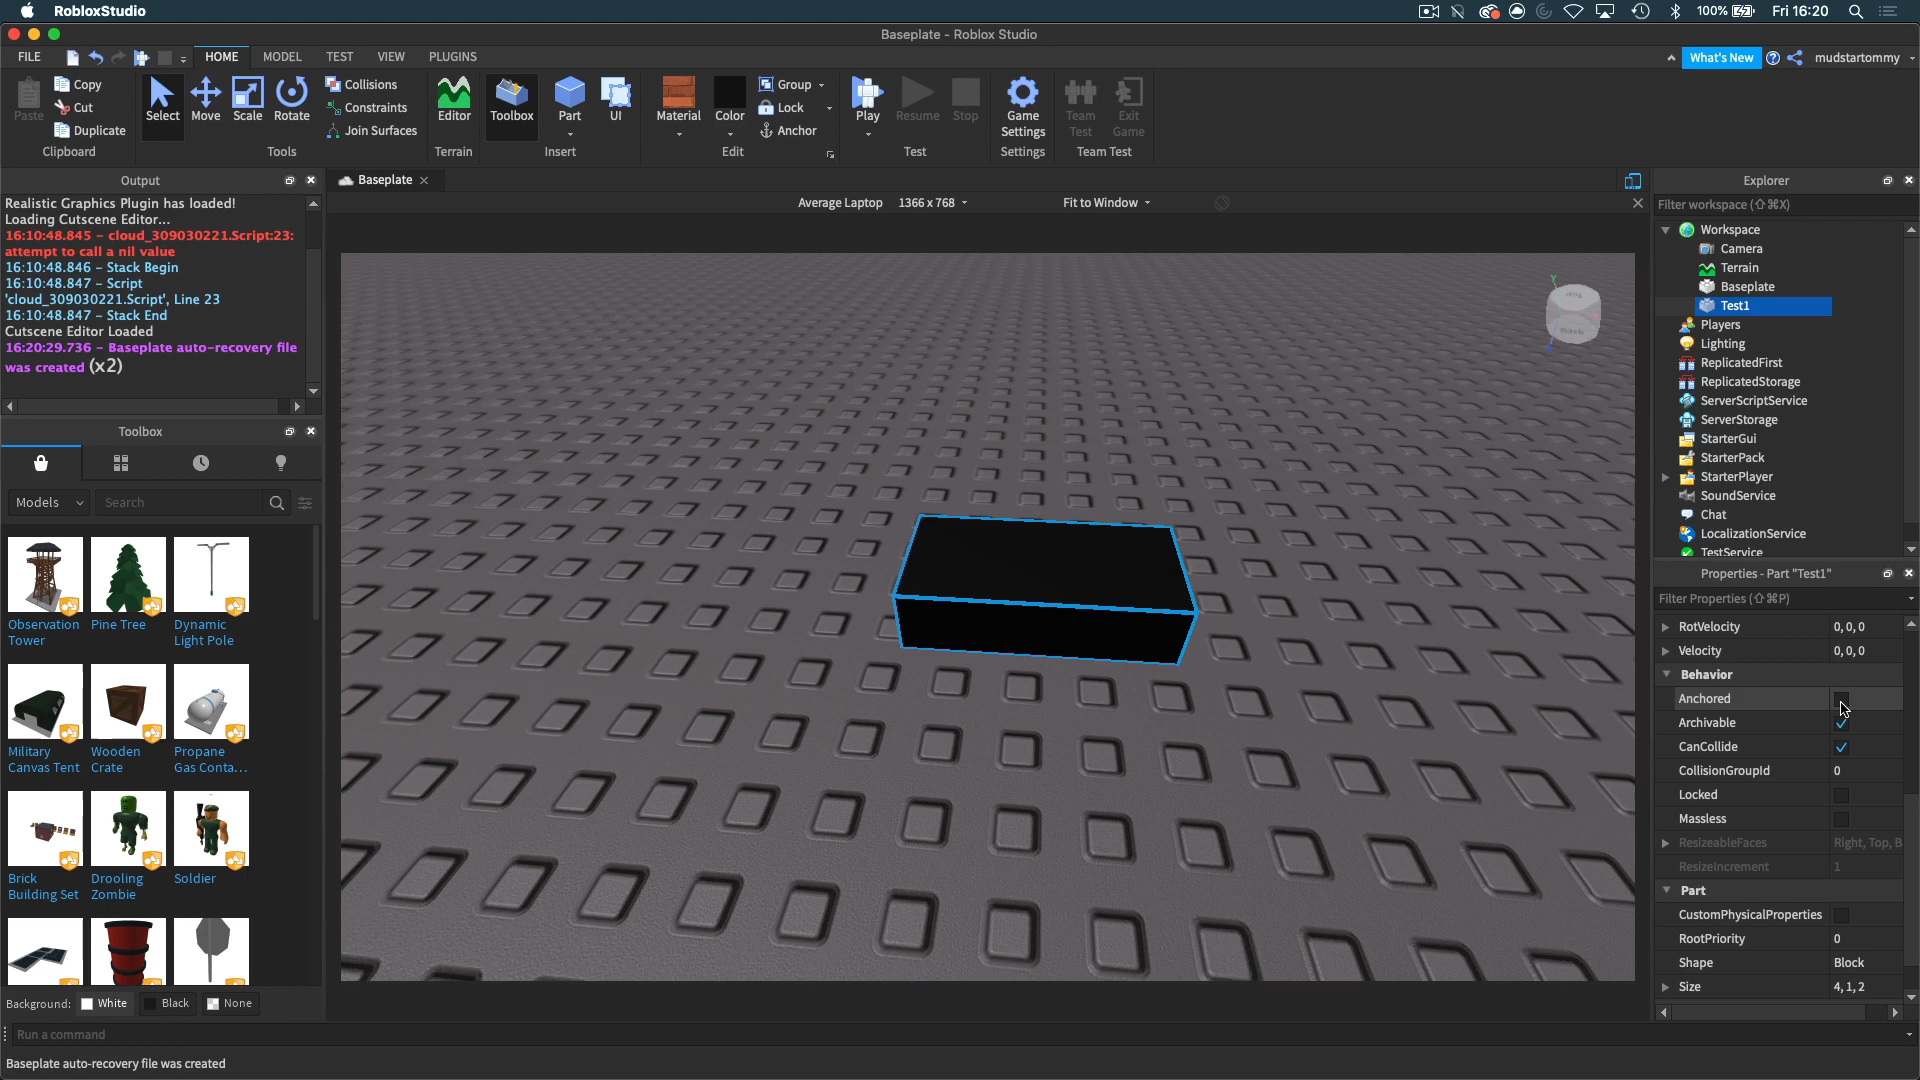 RobloxStudio
100%
Fri 16:20
Baseplate - Roblox Studio
FILE
HOME
MODEL
TEST
VIEW
PLUGINS
What's New
mudstartommy
Paste
Copy
Cut
Duplicate
Clipboard
Select
Move
Scale
Rotate
Collisions
Constraints
Join Surfaces
Tools
Editor
Terrain
Toolbox
Part
UI
Insert
Material
Color
Group
Lock
Anchor
Edit
Play
Resume
Stop
Test
Game
Settings
Settings
Team
Test
Exit
Game
Team Test
Output
Realistic Graphics Plugin has loaded!
Loading Cutscene Editor...
16:10:48.845 - cloud_309030221.Script:23:
attempt to call a nil value
16:10:48.846 - Stack Begin
16:10:48.847 - Script
'cloud_309030221.Script', Line 23
16:10:48.847 - Stack End
Cutscene Editor Loaded
16:20:29.736 - Baseplate auto-recovery file
was created (x2)
Toolbox
Models
Search
Observation
Tower
Pine Tree
Dynamic
Light Pole
Military
Canvas Tent
Wooden
Crate
Propane
Gas Conta...
Brick
Building Set
Drooling
Zombie
Soldier
Background:
White
Black
None
Run a command
Baseplate auto-recovery file was created
Baseplate
Average Laptop
1366 x 768
Fit to Window
Y
Top
Back
Explorer
Filter workspace (⇧⌘X)
Workspace
Camera
Terrain
Baseplate
Test1
Players
Lighting
ReplicatedFirst
ReplicatedStorage
ServerScriptService
ServerStorage
StarterGui
StarterPack
StarterPlayer
SoundService
Chat
LocalizationService
TestService
Properties - Part "Test1"
Filter Properties (⇧⌘P)
RotVelocity 0, 0, 0
Velocity 0, 0, 0
Behavior
Anchored
Archivable
CanCollide
CollisionGroupId 0
Locked
Massless
ResizeableFaces Right, Top, B
ResizeIncrement 1
Part
CustomPhysicalProperties
RootPriority 0
Shape Block
Size 4, 1, 2